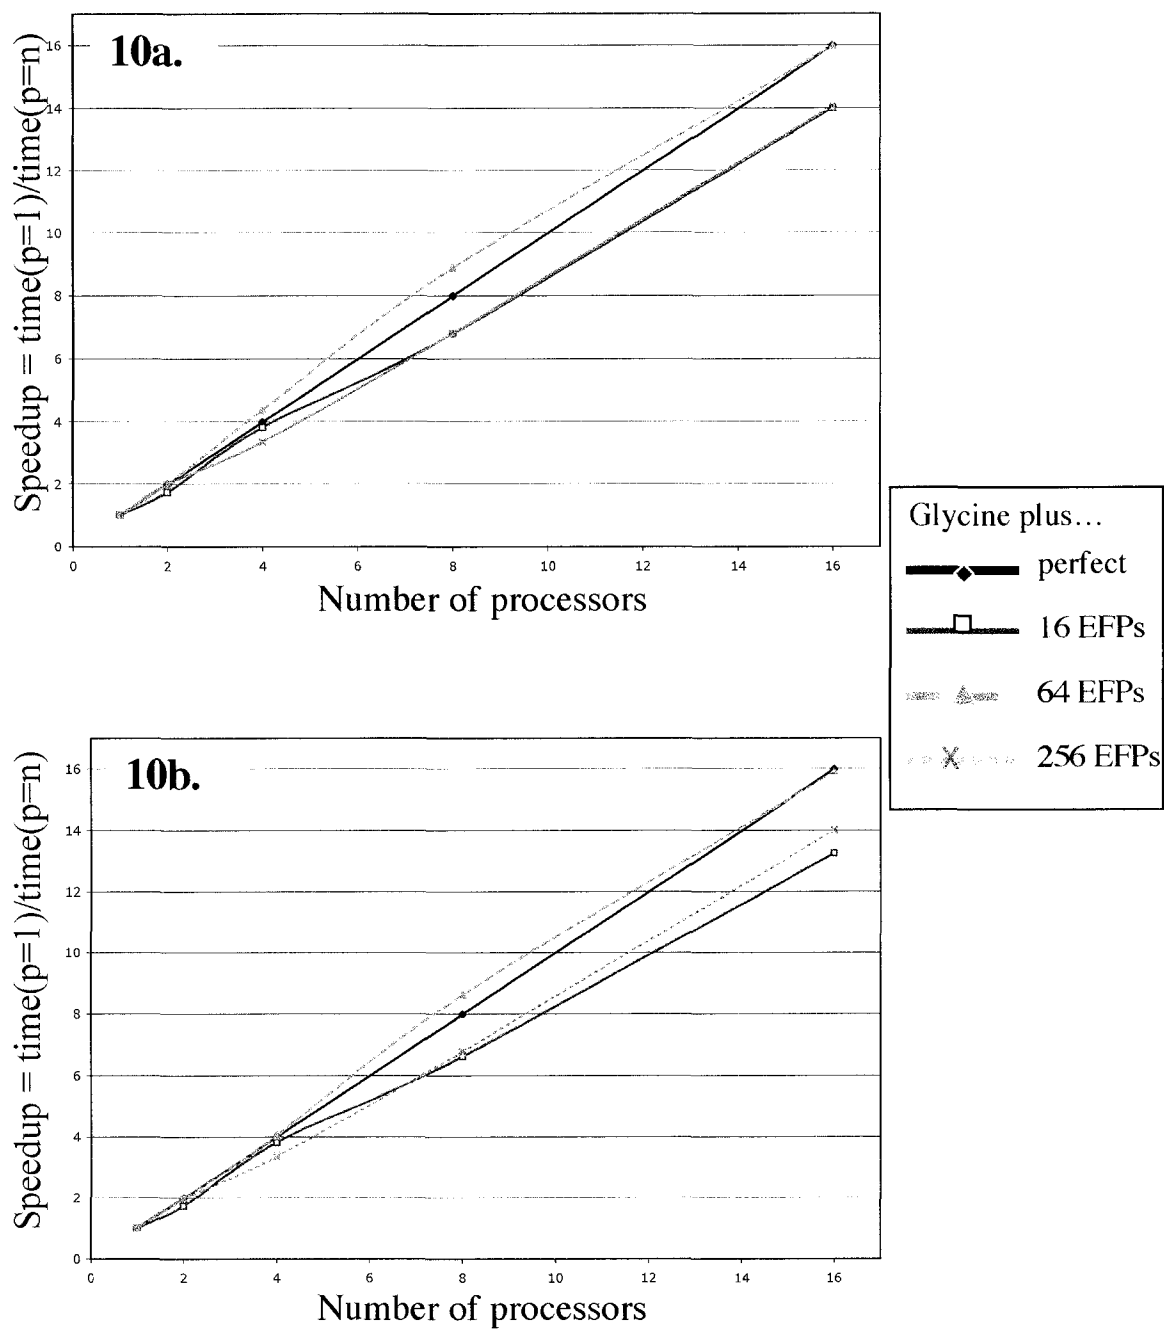 10a.
Speedup = time(p=1)/time(p=n)
16
14
12
10
8
6
4
2
0
0 2 4 6 8 10 12 14 16
Number of processors
Glycine plus...
perfect
16 EFPs
64 EFPs
256 EFPs
10b.
Speedup = time(p=1)/time(p=n)
16
14
12
10
8
6
4
2
0
0 2 4 6 8 10 12 14 16
Number of processors